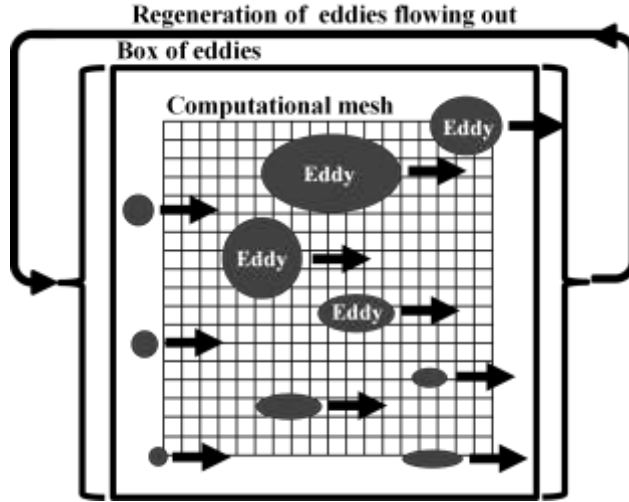 Regeneration of eddies flowing out
Box of eddies
Computational mesh
Eddy
Eddy
Eddy
Eddy